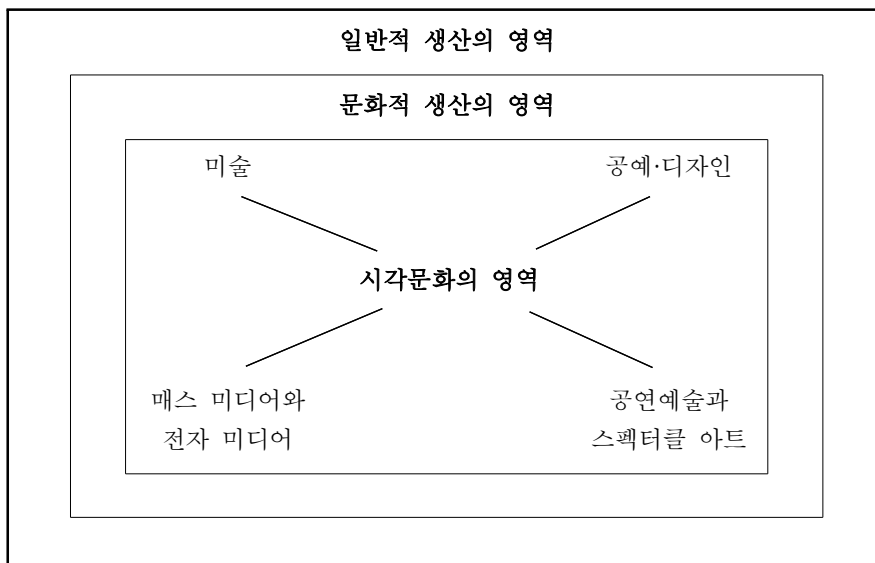 일반적 생산의 영역
문화적 생산의 영역
미술
공예·디자인
시각문화의 영역
매스 미디어와
전자 미디어
공연예술과
스펙터클 아트